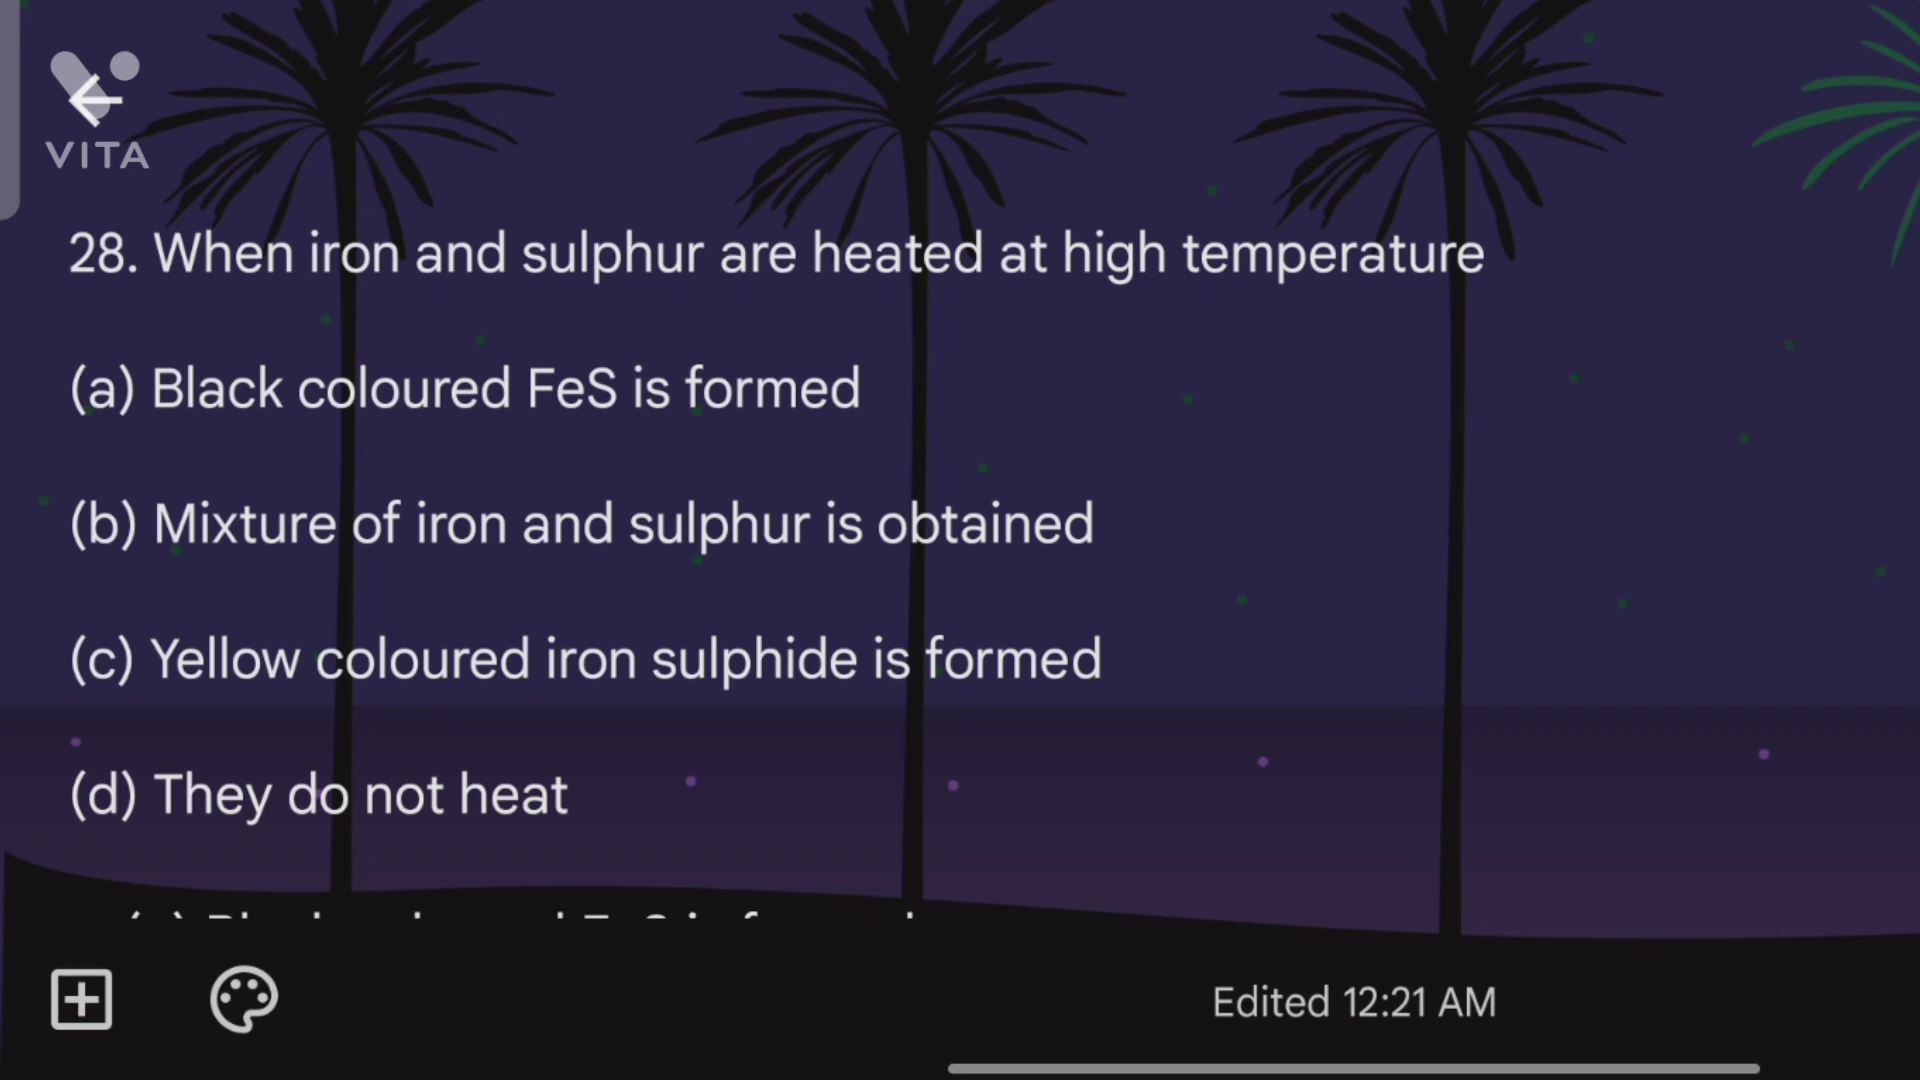 VITA
28. When iron and sulphur are heated at high temperature
(a) Black coloured FeS is formed
(b) Mixture of iron and sulphur is obtained
(c) Yellow coloured iron sulphide is formed
(d) They do not heat
Edited 12:21 AM